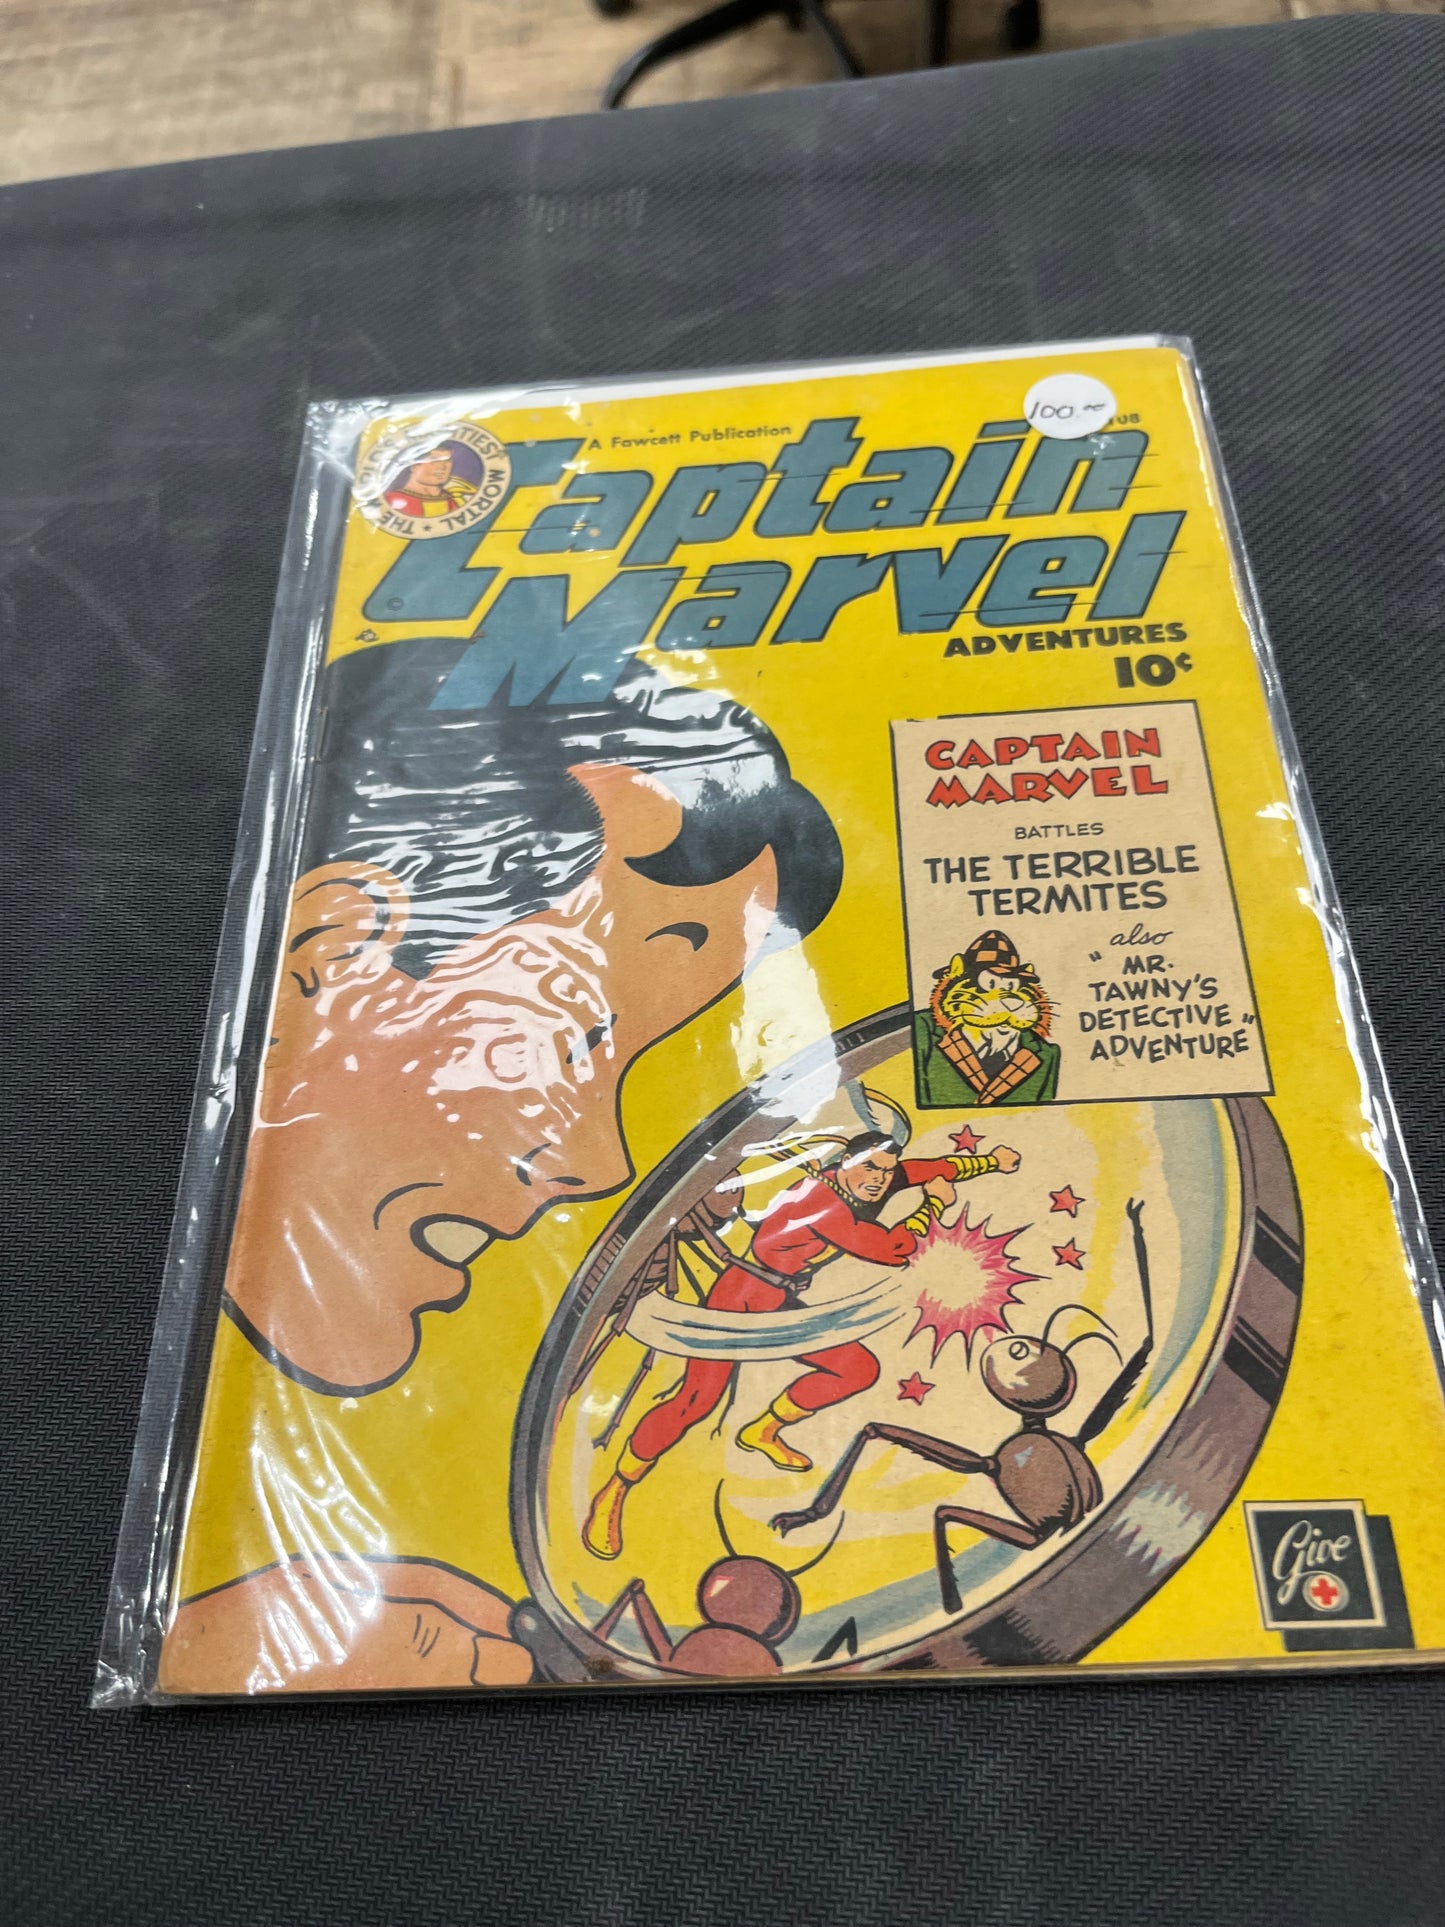 100.00
108
A Fawcett Publication
THE WORLD'S MIGHTIEST MORTAL ★
Captain
Marvel
©
ADVENTURES
10¢
CAPTAIN
MARVEL
BATTLES
THE TERRIBLE
TERMITES
also
"MR.
TAWNY'S
DETECTIVE
ADVENTURE"
Give